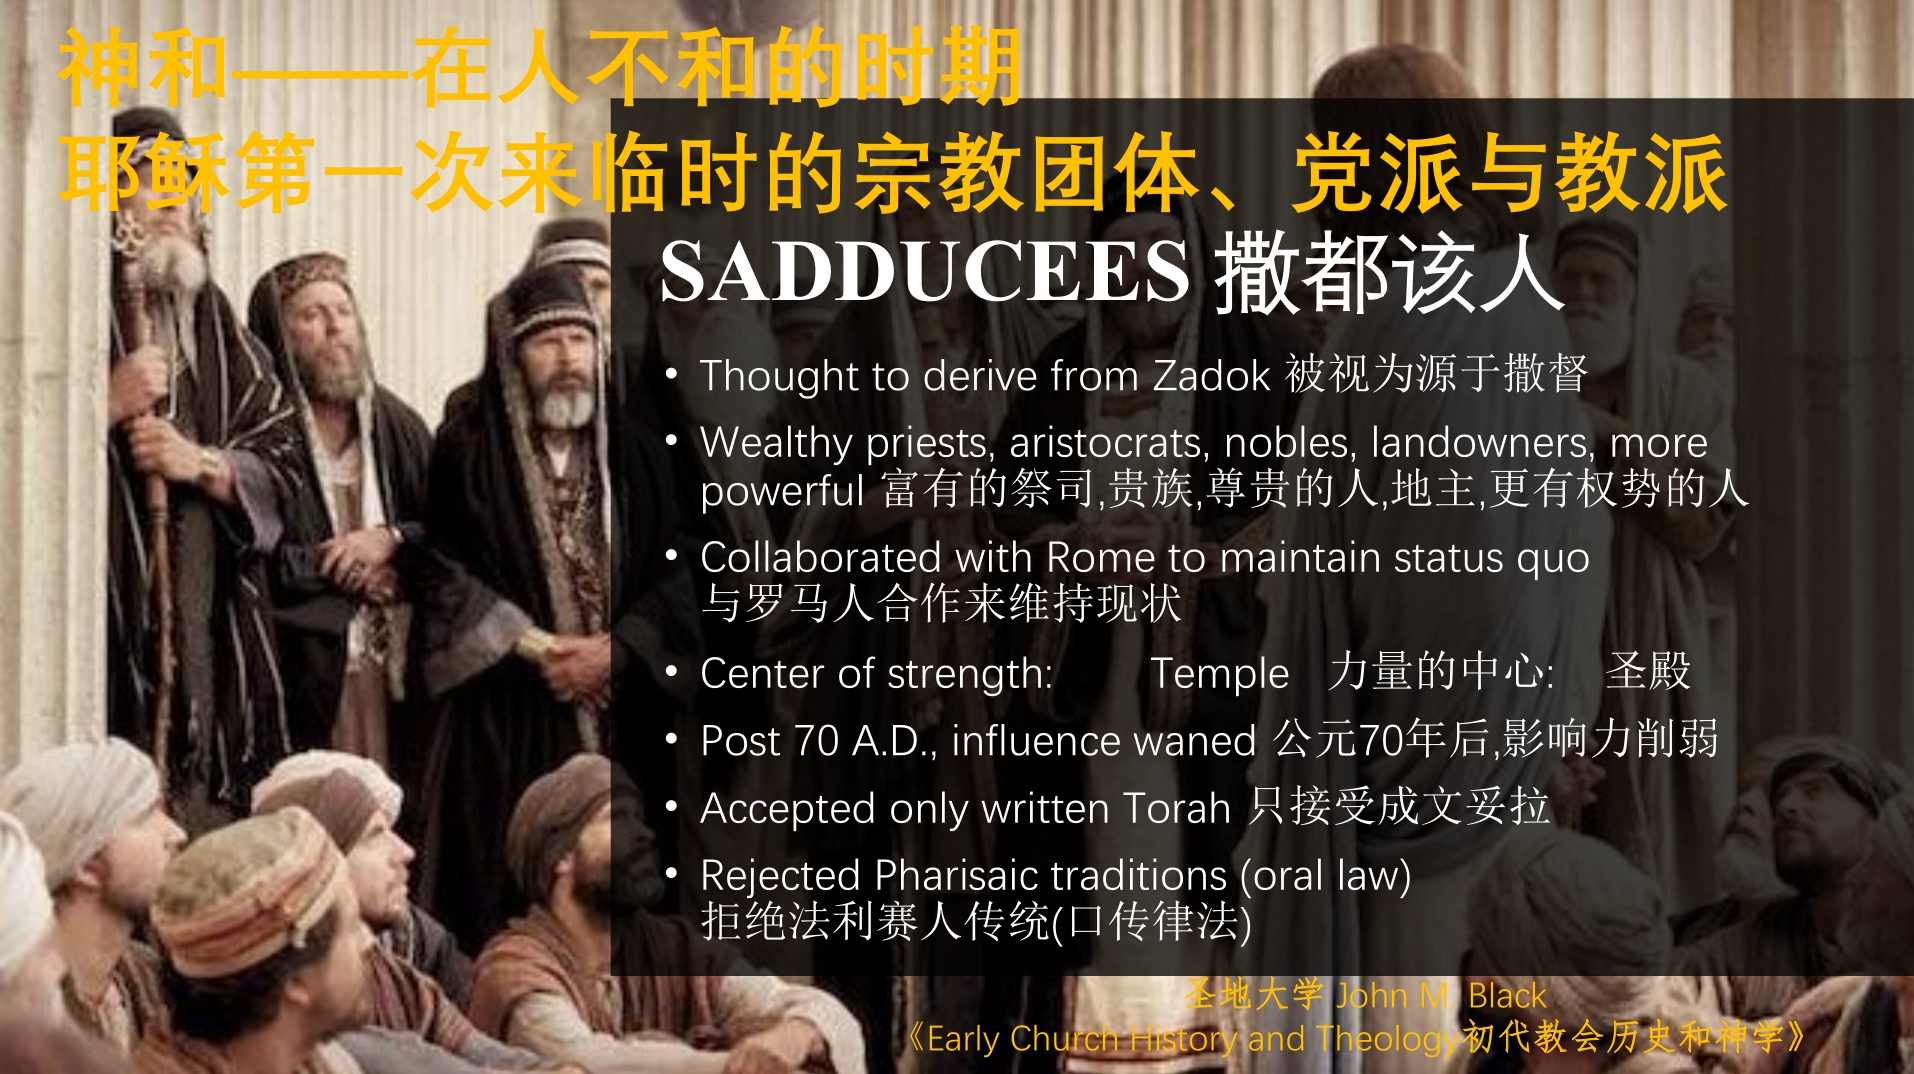 神和——在人不和的时期
耶稣第一次来临时的宗教团体、党派与教派
SADDUCEES 撒都该人
• Thought to derive from Zadok 被视为源于撒督
• Wealthy priests, aristocrats, nobles, landowners, more
powerful 富有的祭司,贵族,尊贵的人,地主,更有权势的人
• Collaborated with Rome to maintain status quo
与罗马人合作来维持现状
• Center of strength: Temple 力量的中心: 圣殿
• Post 70 A.D., influence waned 公元70年后,影响力削弱
• Accepted only written Torah 只接受成文妥拉
• Rejected Pharisaic traditions (oral law)
拒绝法利赛人传统(口传律法)
圣地大学 John M. Black
《Early Church History and Theology初代教会历史和神学》